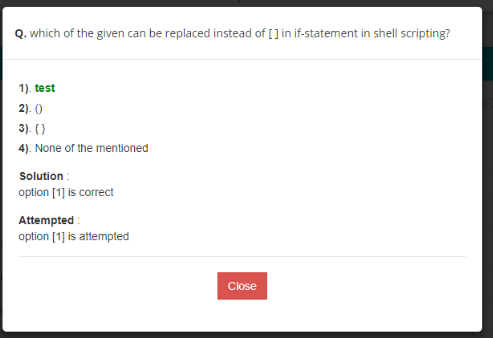 Q. which of the given can be replaced instead of [ ] in if-statement in shell scripting?
1). test
2). ()
3). { }
4). None of the mentioned
Solution :
option [1] is correct
Attempted :
option [1] is attempted
Close